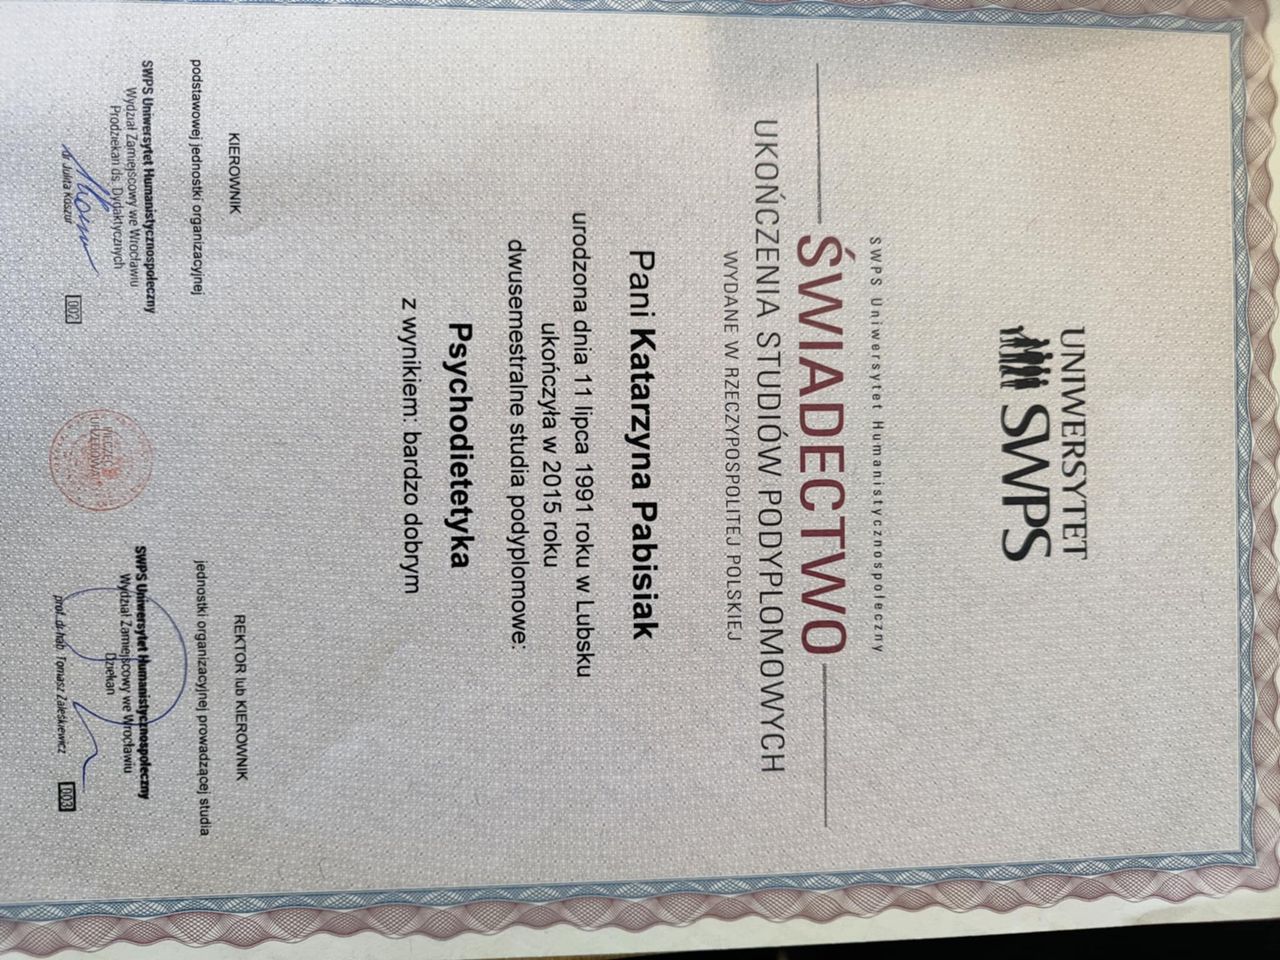 UNIWERSYTET
SWPS
SWPS Uniwersytet Humanistycznospołeczny
ŚWIADECTWO
UKOŃCZENIA STUDIÓW PODYPLOMOWYCH
WYDANE W RZECZYPOSPOLITEJ POLSKIEJ
Pani Katarzyna Pabisiak
urodzona dnia 11 lipca 1991 roku w Lubsku
ukończyła w 2015 roku
dwusemestralne studia podyplomowe:
Psychodietetyka
z wynikiem: bardzo dobrym
KIEROWNIK
podstawowej jednostki organizacyjnej
SWPS Uniwersytet Humanistycznospołeczny
Wydział Zamiejscowy we Wrocławiu
Prodziekan ds. Dydaktycznych
dr Julita Koszur
002
PIECZĘĆ
URZĘDOWA
REKTOR lub KIEROWNIK
jednostki organizacyjnej prowadzącej studia
SWPS Uniwersytet Humanistycznospołeczny
Wydział Zamiejscowy we Wrocławiu
Dziekan
prof. dr hab. Tomasz Zaleśkiewicz
003